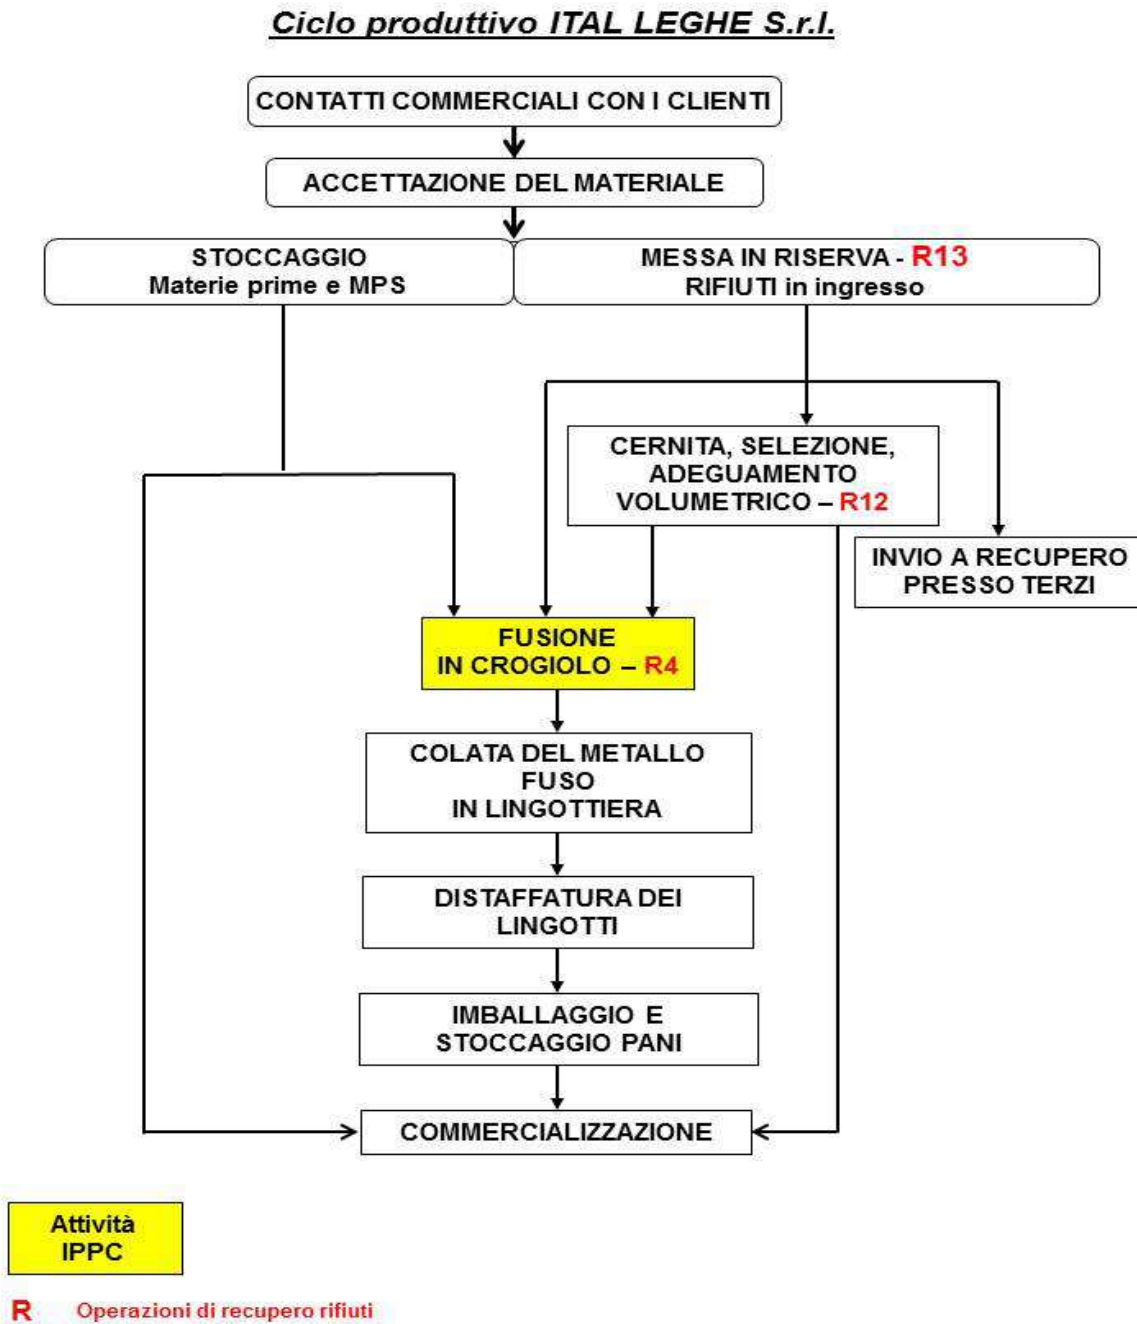 Ciclo produttivo ITAL LEGHE S.r.l.
CONTATTI COMMERCIALI CON I CLIENTI
ACCETTAZIONE DEL MATERIALE
STOCCAGGIO
Materie prime e MPS
MESSA IN RISERVA - R13
RIFIUTI in ingresso
CERNITA, SELEZIONE,
ADEGUAMENTO
VOLUMETRICO – R12
INVIO A RECUPERO
PRESSO TERZI
FUSIONE
IN CROGIOLO – R4
COLATA DEL METALLO
FUSO
IN LINGOTTIERA
DISTAFFATURA DEI
LINGOTTI
IMBALLAGGIO E
STOCCAGGIO PANI
COMMERCIALIZZAZIONE
Attività
IPPC
R Operazioni di recupero rifiuti